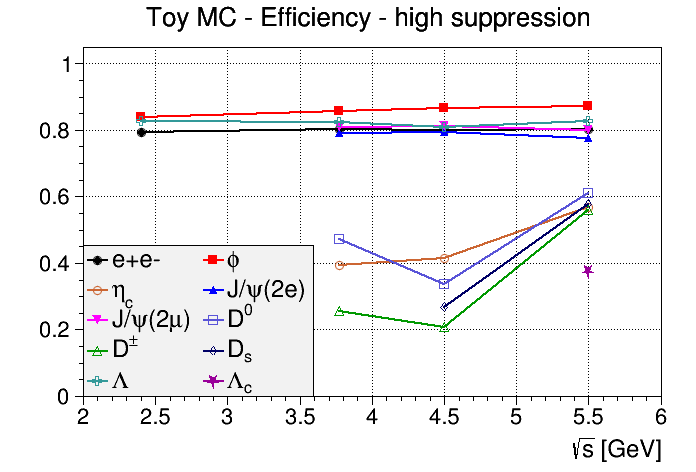 Toy MC - Efficiency - high suppression
1
0.8
0.6
0.4
0.2
0
e+e- ϕ
η_c J/ψ(2e)
J/ψ(2μ) D⁰
D^± D_s
Λ Λ_c
2 2.5 3 3.5 4 4.5 5 5.5 6
√s [GeV]